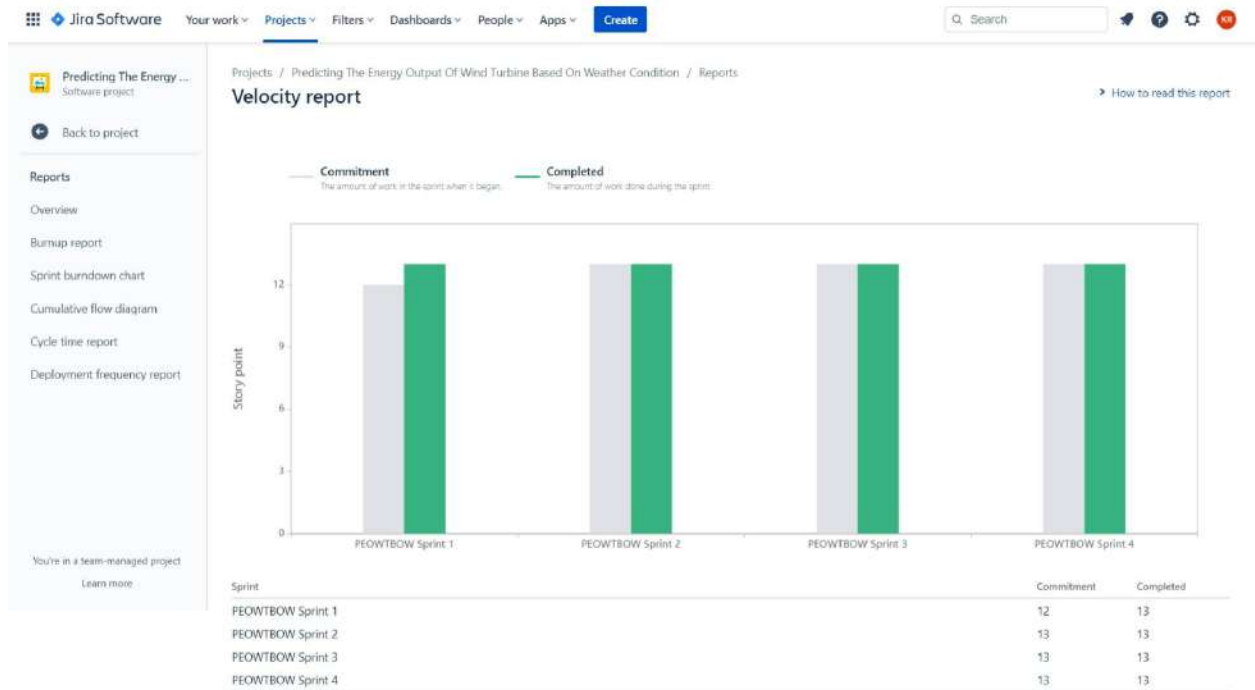 Jira Software Your work Projects Filters Dashboards People Apps Create Search KR
Predicting The Energy ...
Software project
Back to project
Reports
Overview
Burnup report
Sprint burndown chart
Cumulative flow diagram
Cycle time report
Deployment frequency report
You're in a team-managed project
Learn more
Projects / Predicting The Energy Output Of Wind Turbine Based On Weather Condition / Reports
Velocity report
How to read this report
Commitment
The amount of work in the sprint when it began.
Completed
The amount of work done during the sprint.
Story point
12
9
6
3
0
PEOWTBOW Sprint 1 PEOWTBOW Sprint 2 PEOWTBOW Sprint 3 PEOWTBOW Sprint 4
Sprint Commitment Completed
PEOWTBOW Sprint 1 12 13
PEOWTBOW Sprint 2 13 13
PEOWTBOW Sprint 3 13 13
PEOWTBOW Sprint 4 13 13